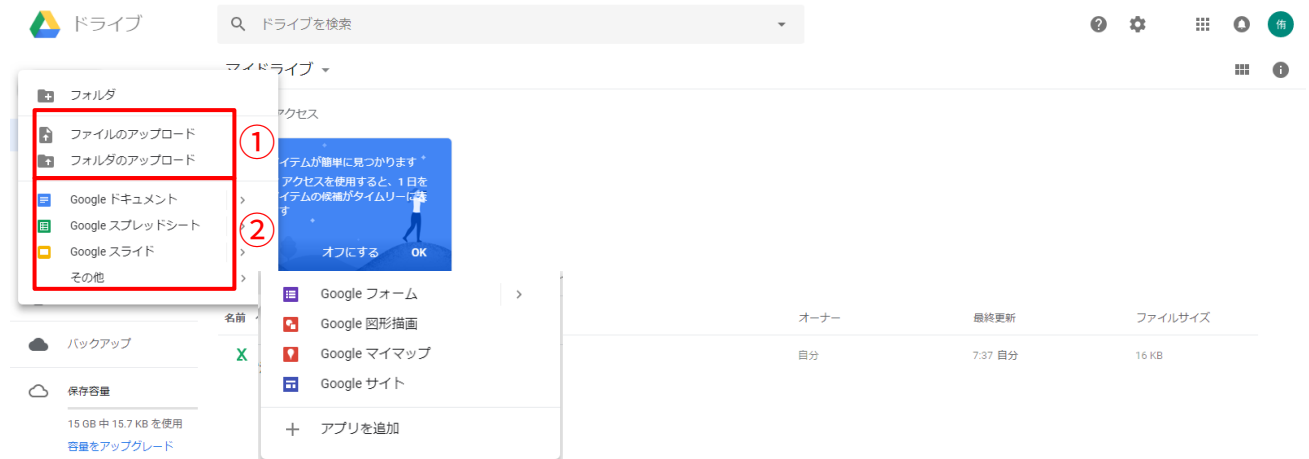 ドライブ
ドライブを検索
侑
マイドライブ
フォルダ
アクセス
ファイルのアップロード
①
フォルダのアップロード
イテムが簡単に見つかります
アクセスを使用すると、1日を
イテムの候補がタイムリーに表
す
Google ドキュメント
Google スプレッドシート
②
Google スライド
オフにする OK
その他
Google フォーム
名前
オーナー
最終更新
ファイルサイズ
Google 図形描画
バックアップ
Google マイマップ
自分
7:37 自分
16 KB
Google サイト
保存容量
15 GB 中 15.7 KB を使用
アプリを追加
容量をアップグレード